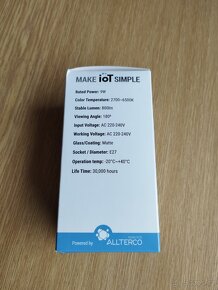 MAKE IoT SIMPLE
Rated Power: 9W
Color Temperature: 2700~6500K
Stable Lumen: 800lm
Viewing Angle: 180°
Input Voltage: AC 220-240V
Working Voltage: AC 220-240V
Glass/Coating: Matte
Socket / Diameter: E27
Operation temp: -20°C~+40°C
Life Time: 30,000 hours
Powered by ALLTERCO